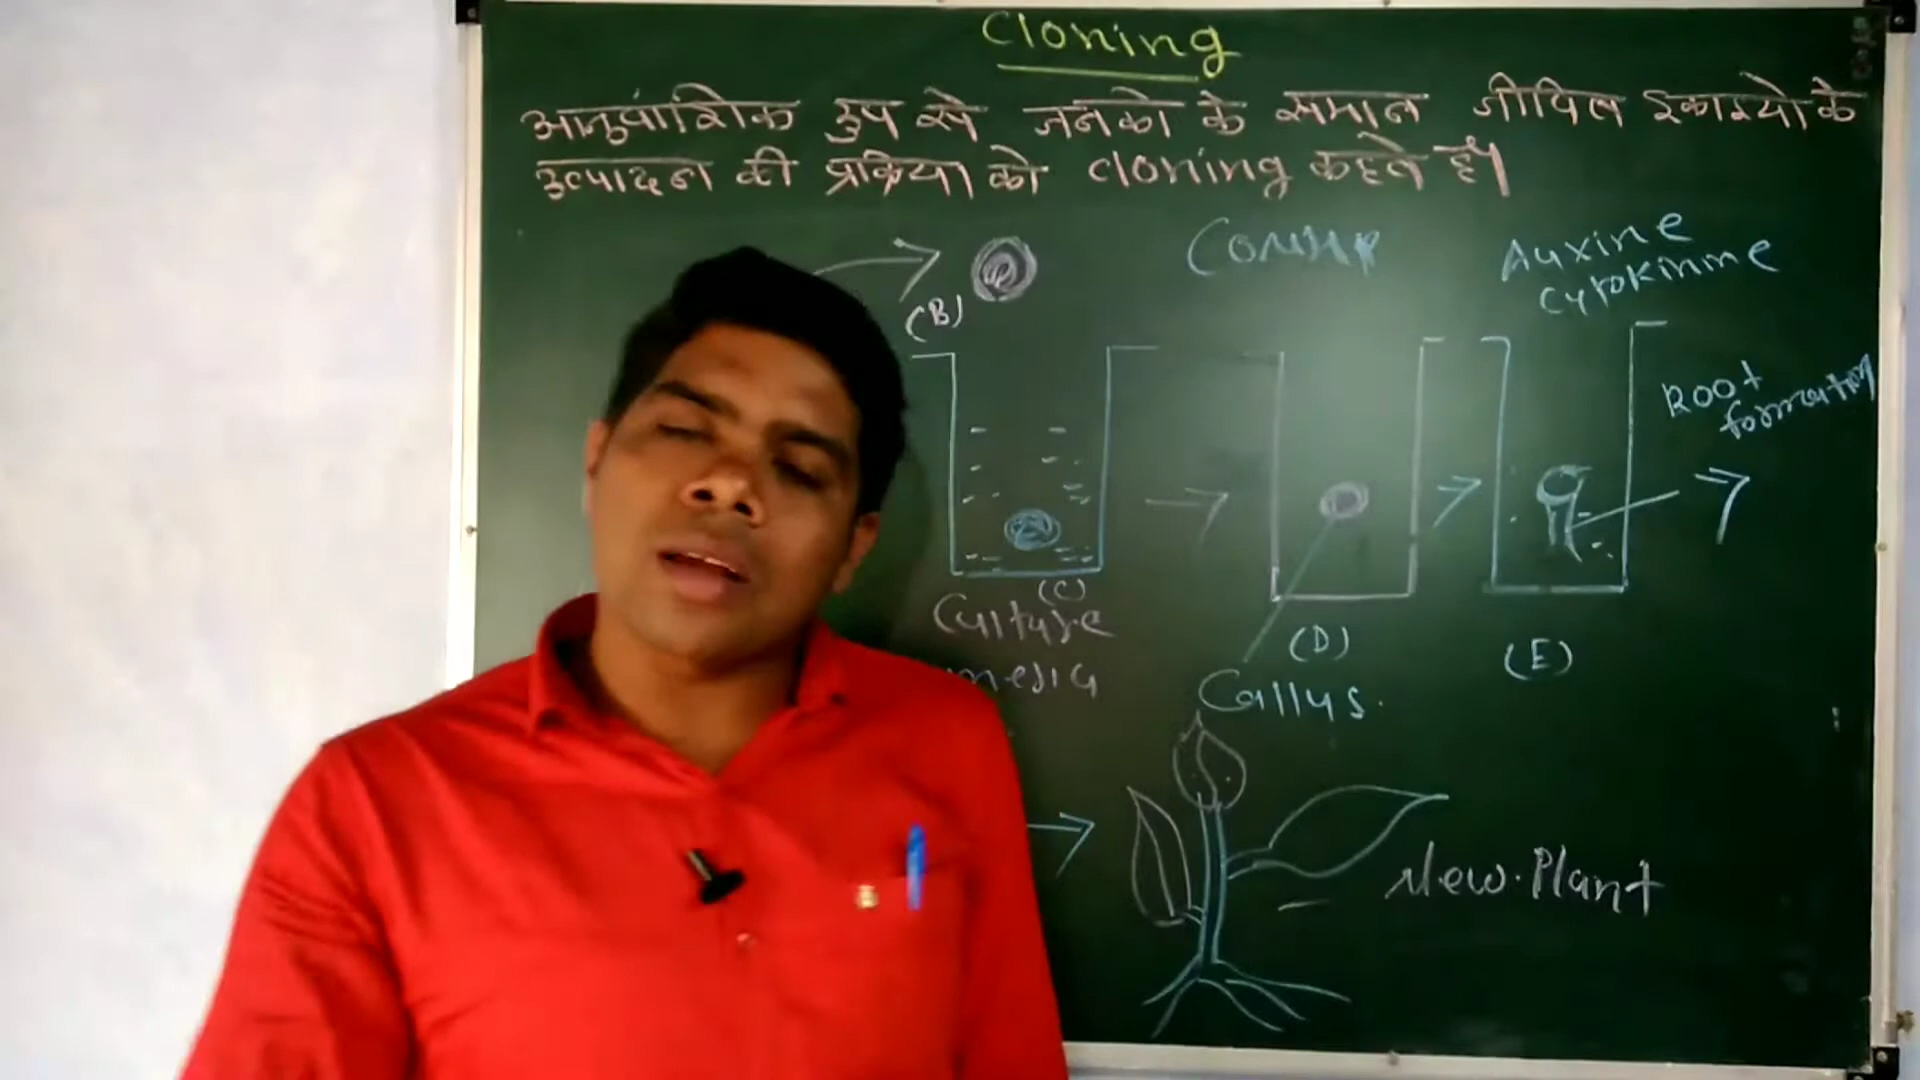 Cloning
आनुवांशिक रुप से जनको के समान जीवित इकाइयो के
उत्पादन की प्रक्रिया को cloning कहते है।
(B)
Auxine
Cytokinine
Root
formation
(C)
Culture
media
(D)
(E)
Callus.
New Plant